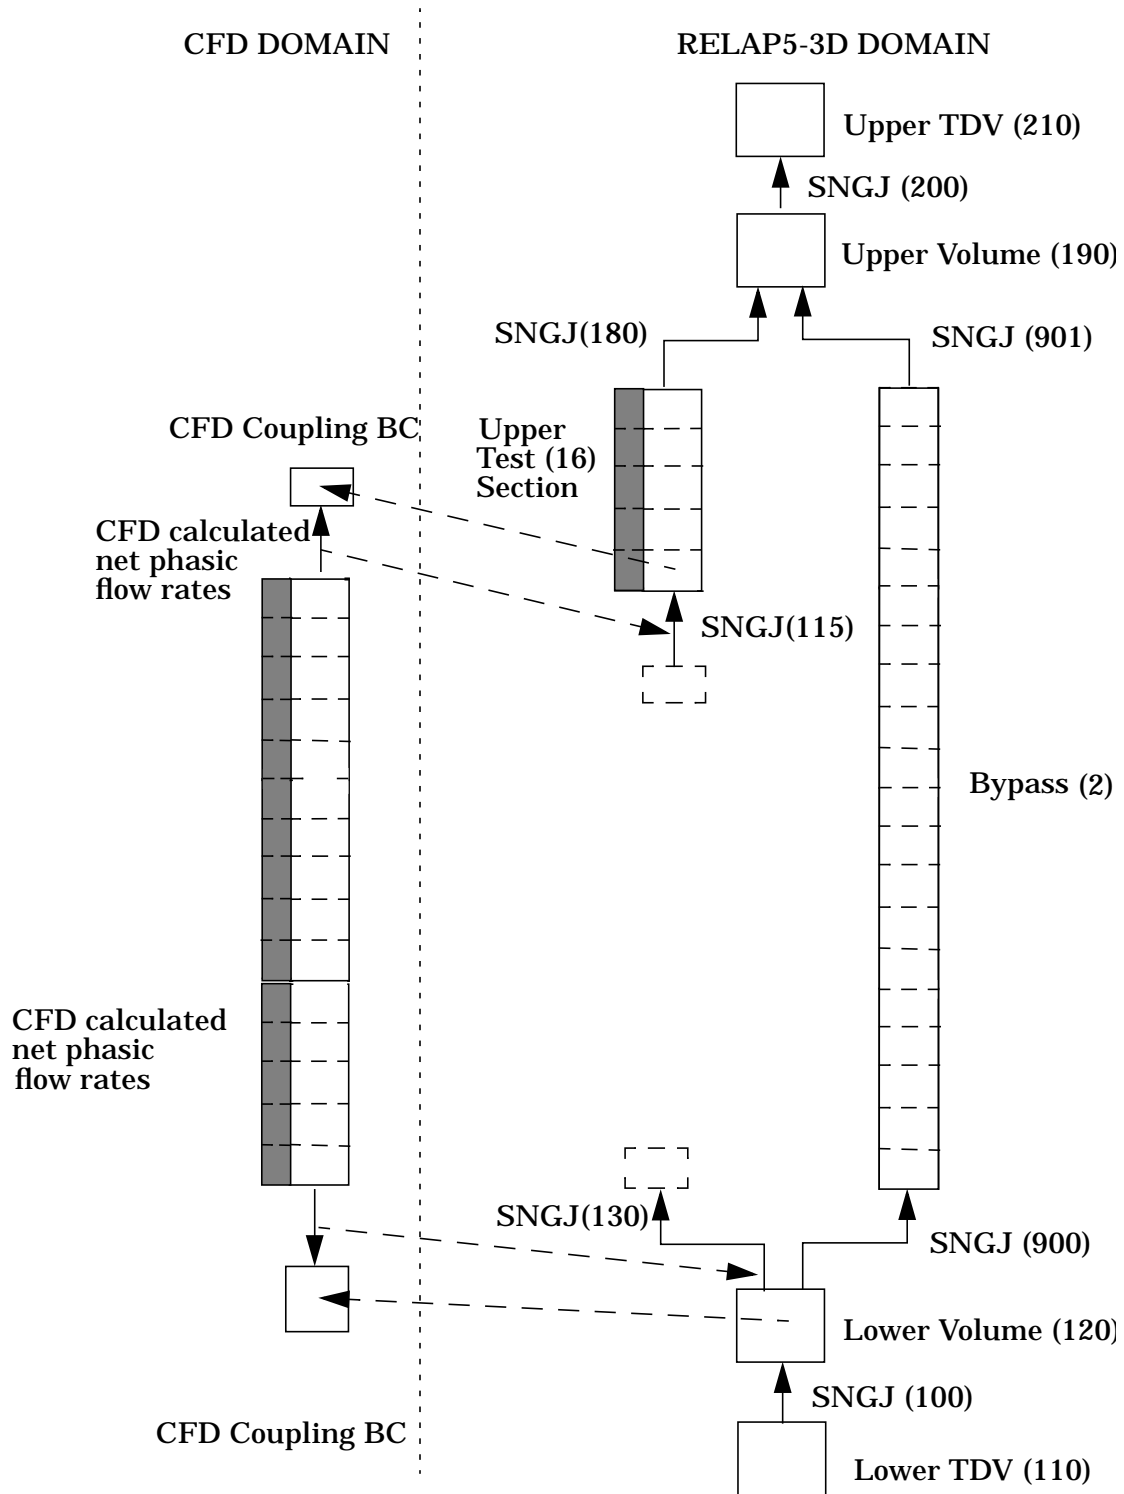 CFD DOMAIN
RELAP5-3D DOMAIN
Upper TDV (210)
SNGJ (200)
Upper Volume (190)
SNGJ(180)
SNGJ (901)
CFD Coupling BC
Upper
Test (16)
Section
CFD calculated
net phasic
flow rates
SNGJ(115)
Bypass (2)
CFD calculated
net phasic
flow rates
SNGJ(130)
SNGJ (900)
Lower Volume (120)
SNGJ (100)
CFD Coupling BC
Lower TDV (110)